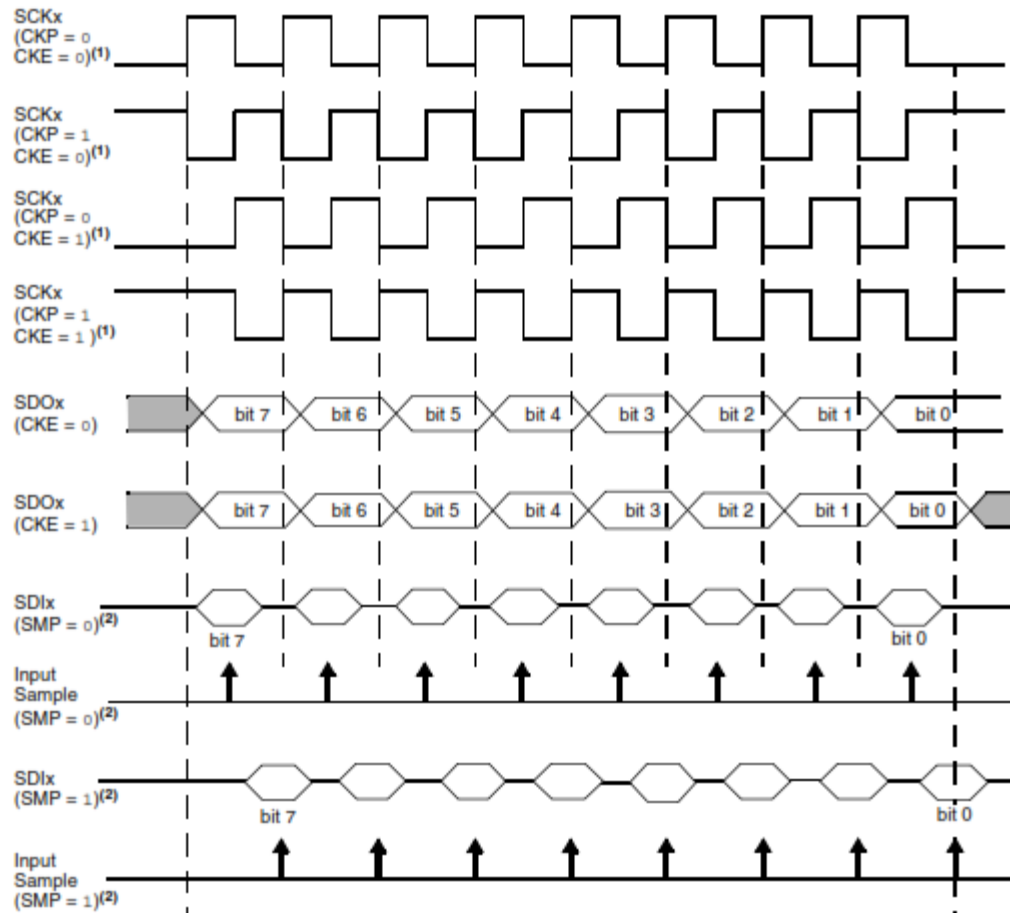 SCKx
(CKP = 0
CKE = 0)(1)
SCKx
(CKP = 1
CKE = 0)(1)
SCKx
(CKP = 0
CKE = 1)(1)
SCKx
(CKP = 1
CKE = 1 )(1)
SDOx
(CKE = 0)
bit 7 bit 6 bit 5 bit 4 bit 3 bit 2 bit 1 bit 0
SDOx
(CKE = 1)
bit 7 bit 6 bit 5 bit 4 bit 3 bit 2 bit 1 bit 0
SDIx
(SMP = 0)(2)
bit 7 bit 0
Input
Sample
(SMP = 0)(2)
SDIx
(SMP = 1)(2)
bit 7 bit 0
Input
Sample
(SMP = 1)(2)